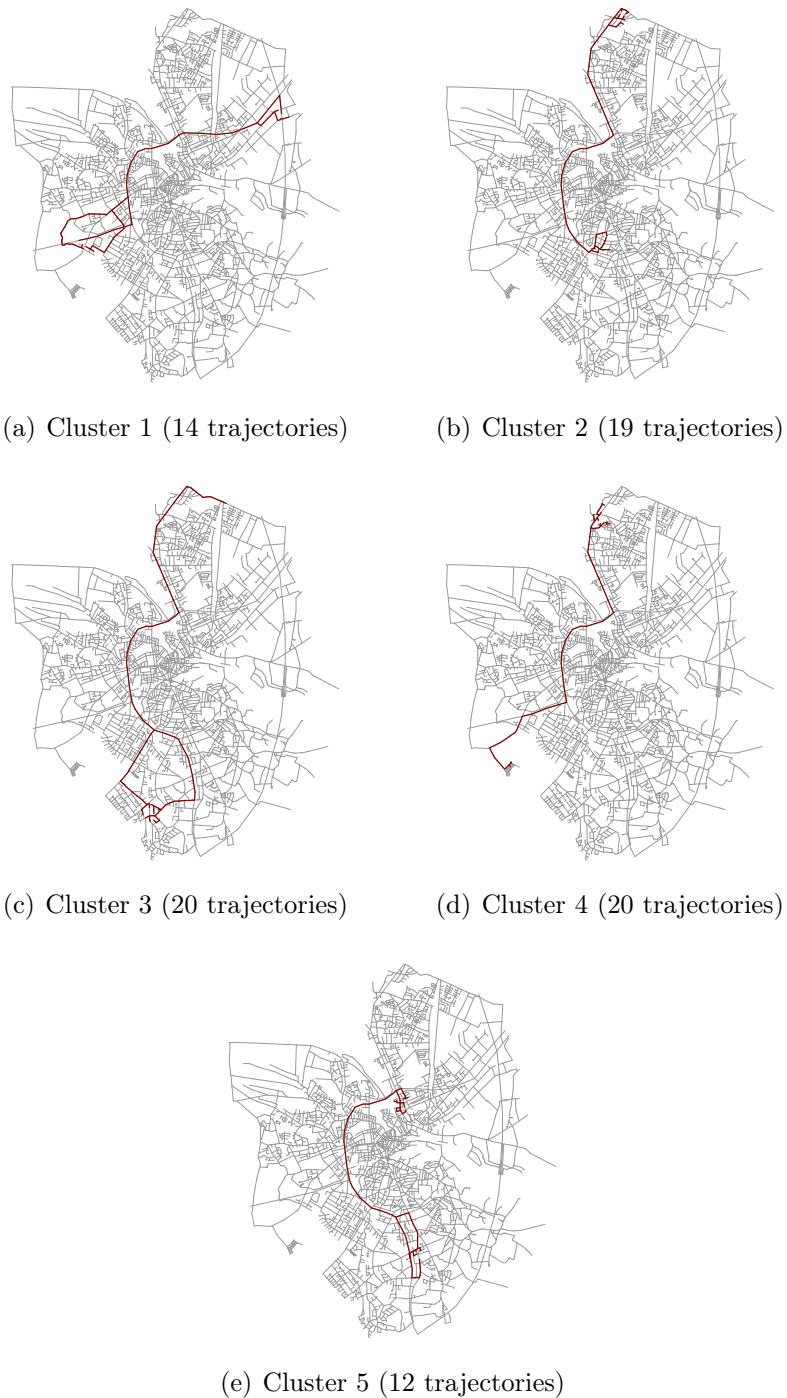 (a) Cluster 1 (14 trajectories)
(b) Cluster 2 (19 trajectories)
(c) Cluster 3 (20 trajectories)
(d) Cluster 4 (20 trajectories)
(e) Cluster 5 (12 trajectories)